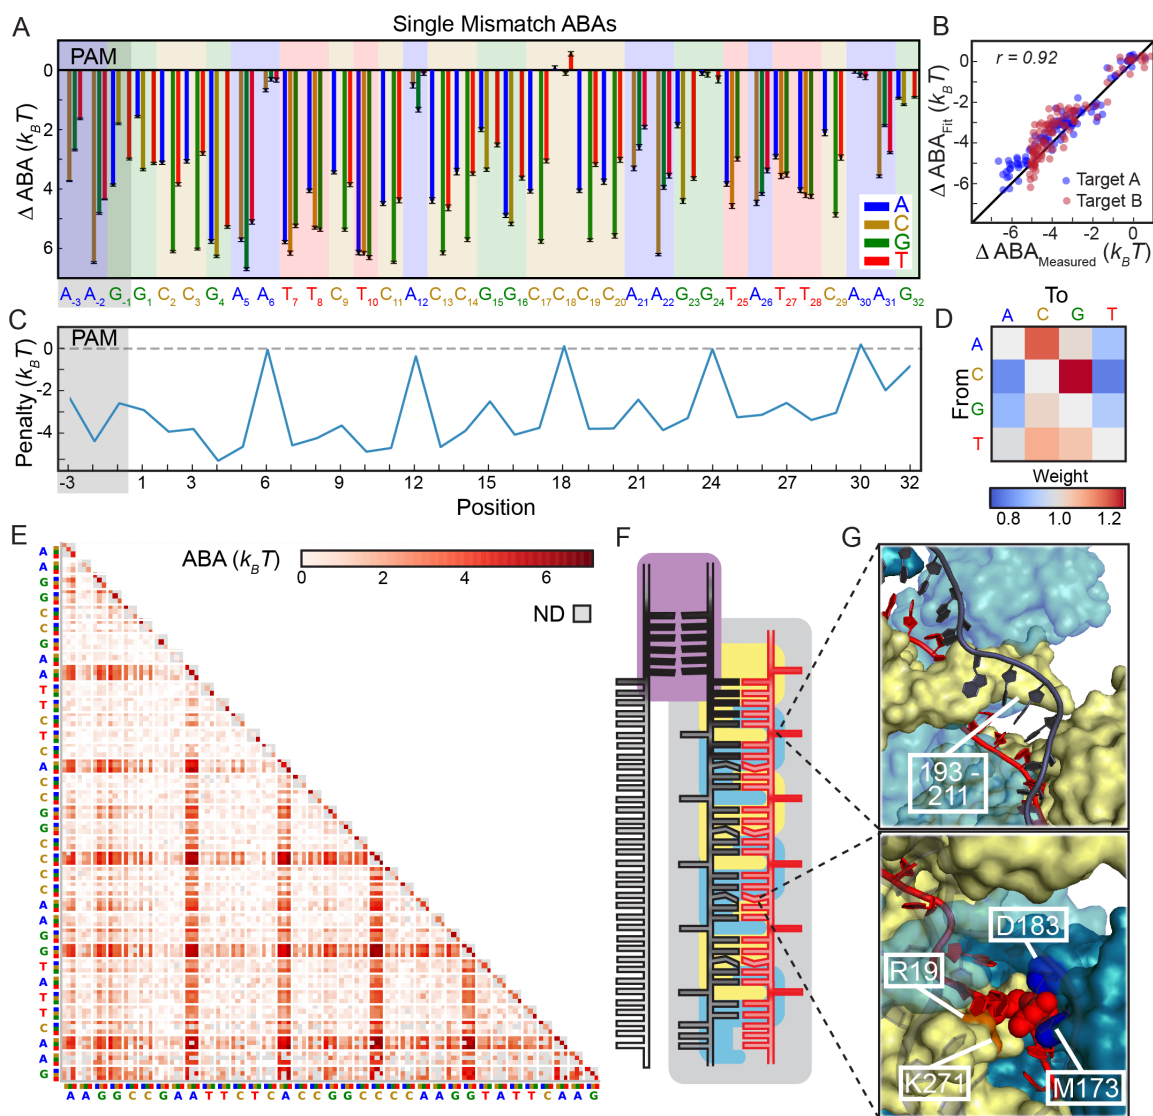 A
Single Mismatch ABAs
PAM
0
2
4
6
Δ ABA (k_BT)
A
C
G
T
A-3 A-2 G-1 G1 C2 C3 G4 A5 A6 T7 T8 C9 T10 C11 A12 C13 C14 G15 G16 C17 C18 C19 C20 A21 A22 G23 G24 T25 A26 T27 T28 C29 A30 A31 G32
B
r = 0.92
0
-2
-4
-6
Δ ABA_Fit (k_BT)
Target A
Target B
-6 -4 -2 0
Δ ABA_Measured (k_BT)
C
PAM
0
-2
-4
Penalty (k_BT)
-3 1 3 6 9 12 15 18 21 24 27 30 32
Position
D
To
A C G T
From
A
C
G
T
Weight
0.8 1.0 1.2
E
ABA (k_BT)
0 2 4 6
ND
A
A
G
G
C
C
G
A
A
T
T
C
T
C
A
C
C
G
G
C
C
C
C
A
A
G
G
T
A
T
T
C
A
A
G
A A G G C C G A A T T C T C A C C G G C C C C A A G G T A T T C A A G
F
G
193 -
211
D183
R19
K271
M173